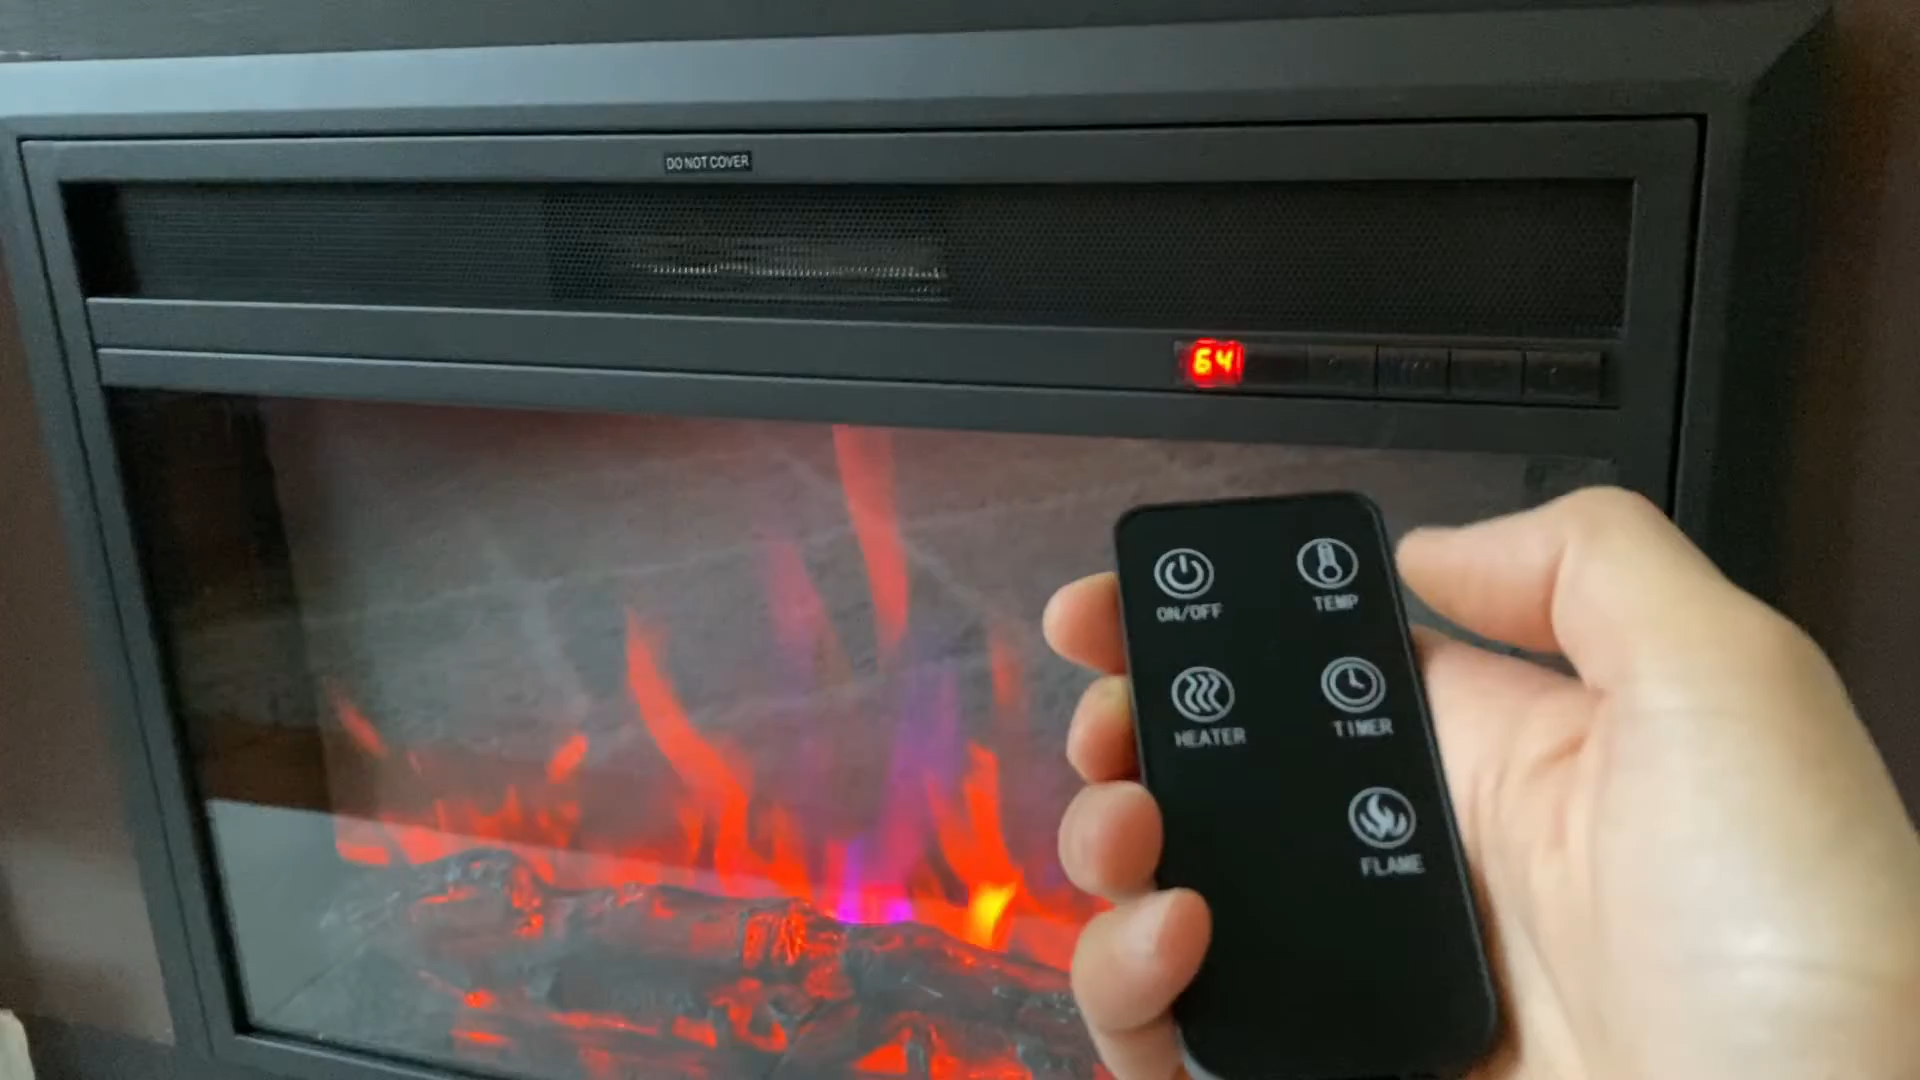 DO NOT COVER
64
ON/OFF
TEMP
HEATER
TIMER
FLAME